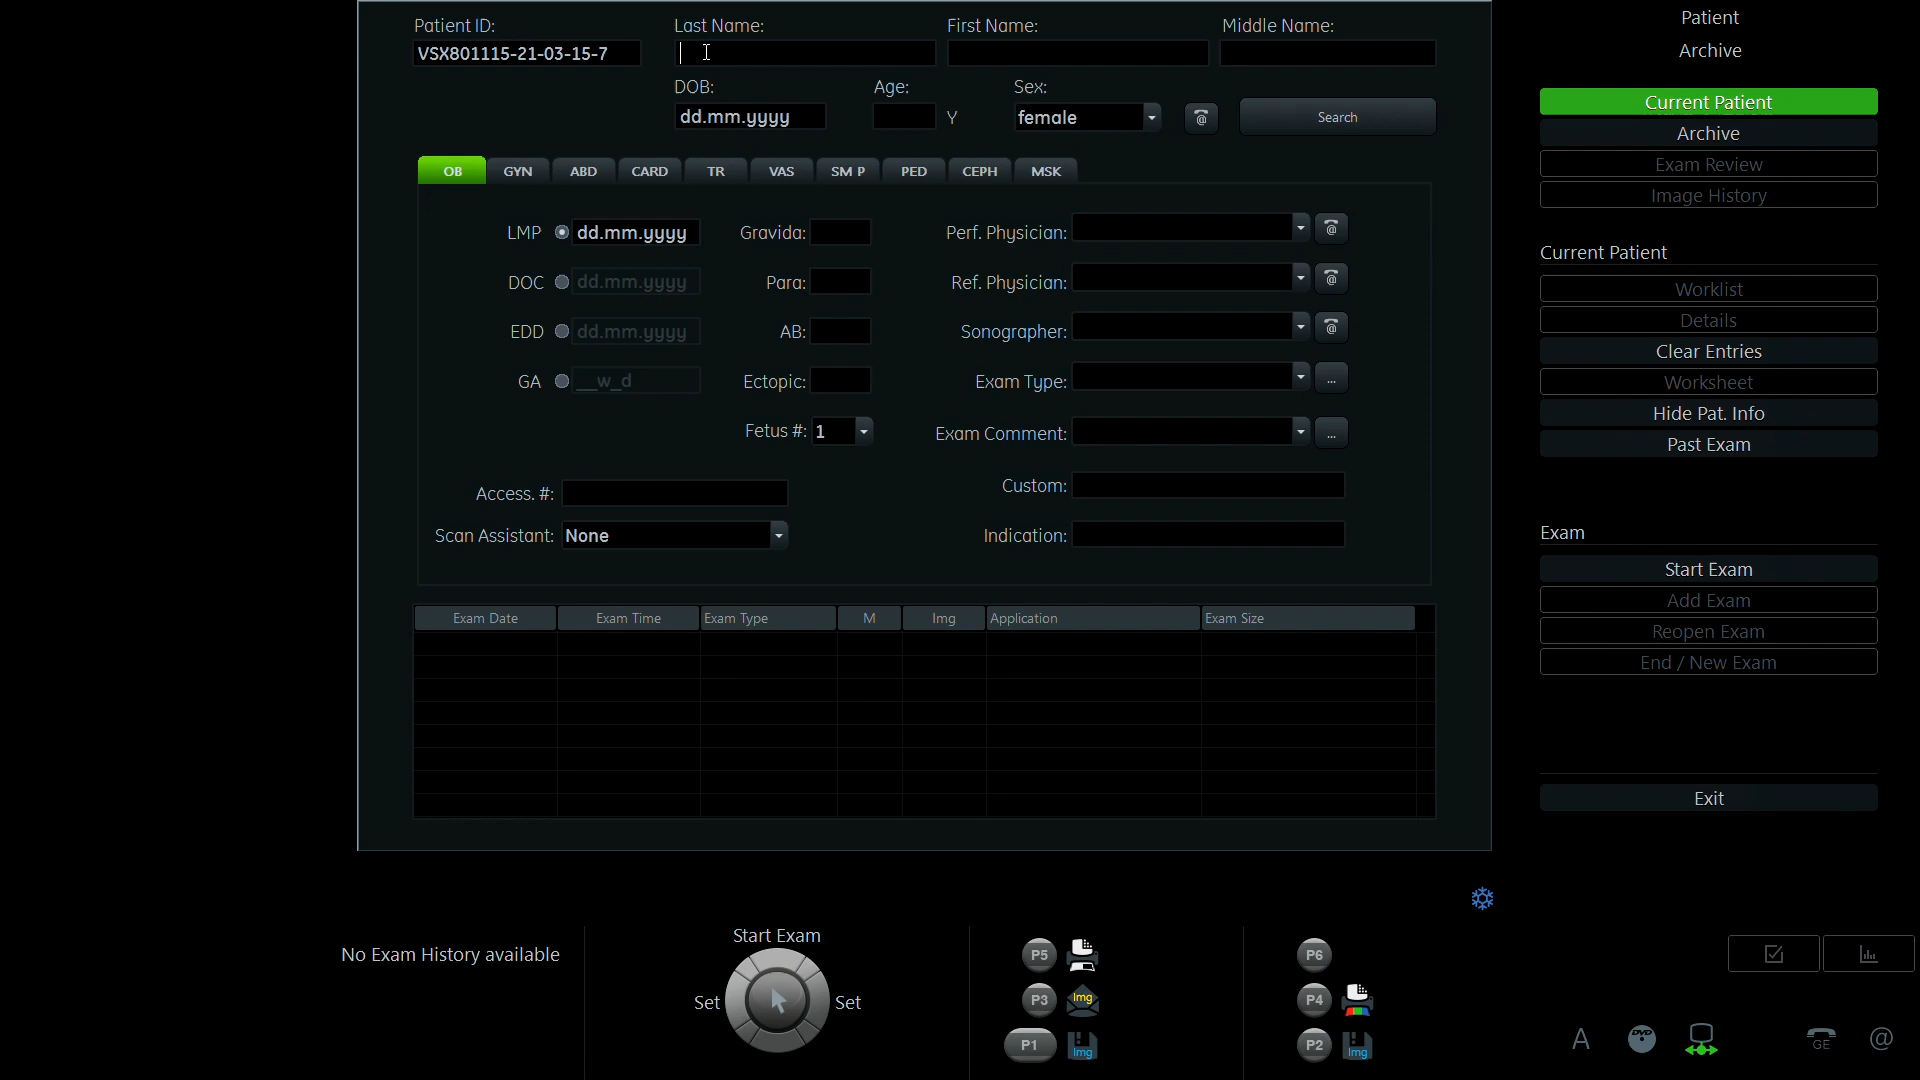 Patient ID: Last Name: First Name: Middle Name:
VSX801115-21-03-15-7
DOB: Age: Sex:
dd.mm.yyyy Y female @ Search
OB GYN ABD CARD TR VAS SM P PED CEPH MSK
LMP dd.mm.yyyy Gravida: Perf. Physician: @
DOC dd.mm.yyyy Para: Ref. Physician: @
EDD dd.mm.yyyy AB: Sonographer: @
GA __w_d Ectopic: Exam Type: ...
Fetus #: 1 Exam Comment: ...
Access. #: Custom:
Scan Assistant: None Indication:
Exam Date Exam Time Exam Type M Img Application Exam Size
Patient
Archive
Current Patient
Archive
Exam Review
Image History
Current Patient
Worklist
Details
Clear Entries
Worksheet
Hide Pat. Info
Past Exam
Exam
Start Exam
Add Exam
Reopen Exam
End / New Exam
Exit
No Exam History available
Start Exam
Set Set
P5 P6
P3 Img P4
P1 Img P2 Img
A DVD GE @